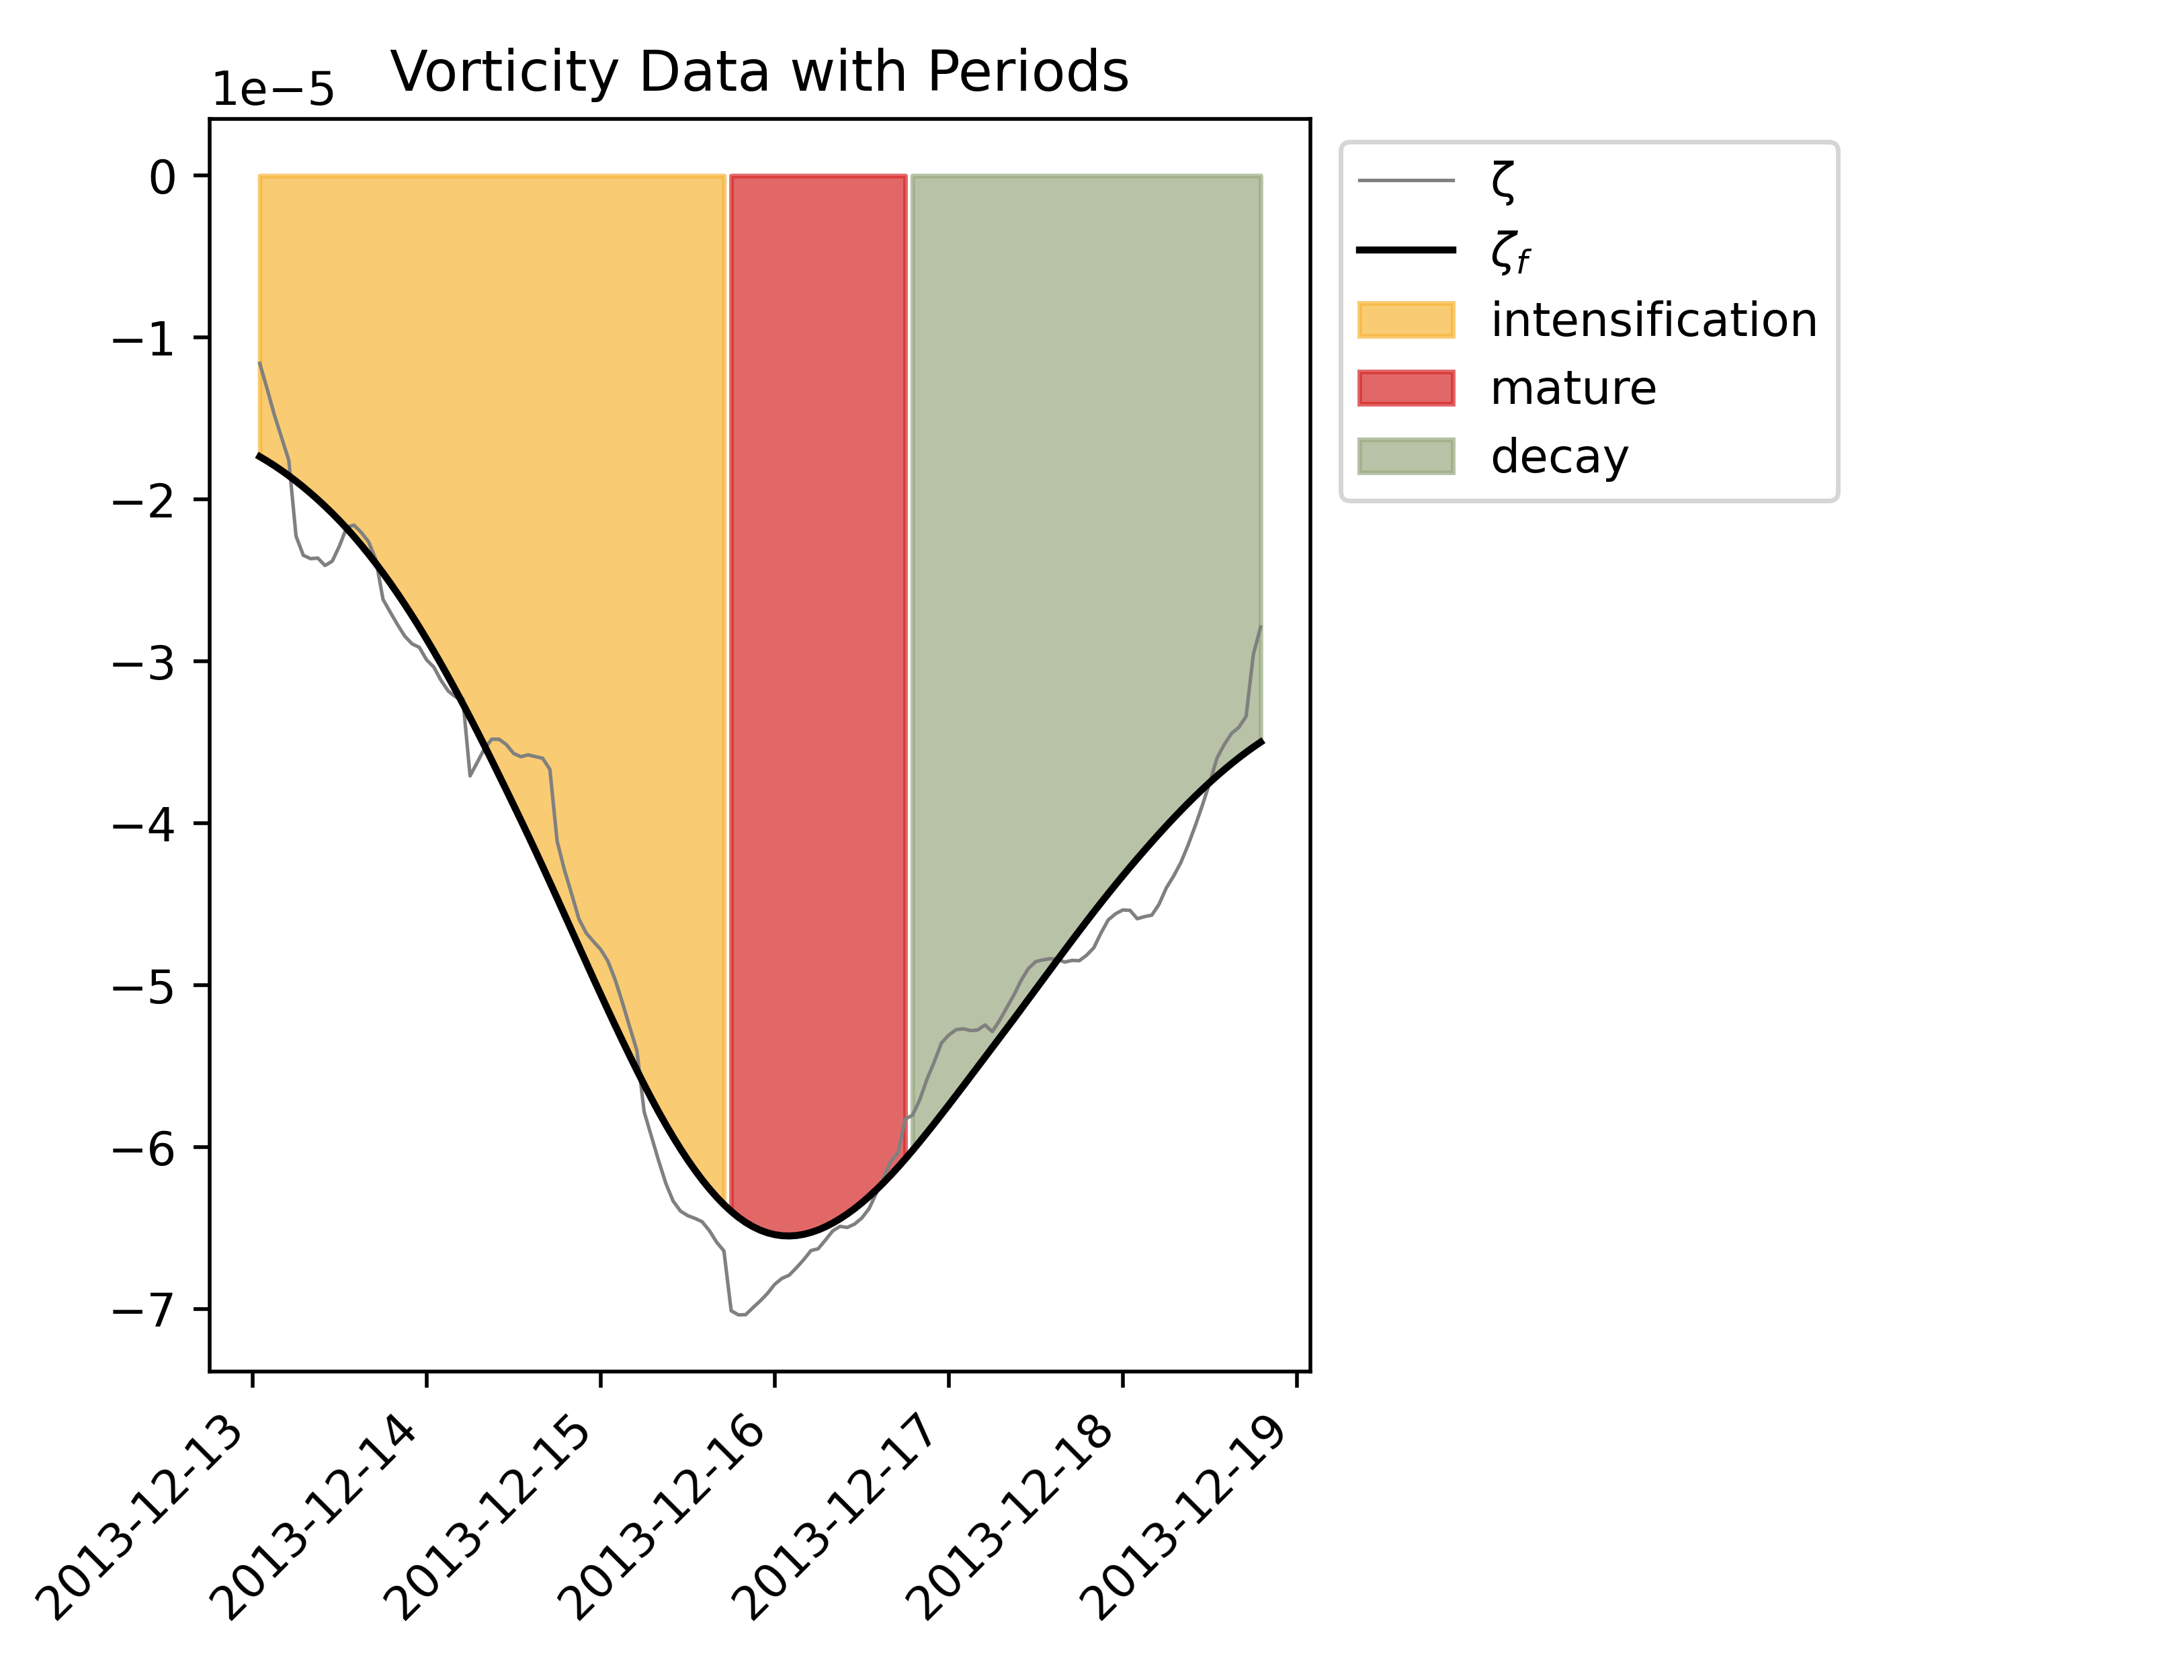 Vorticity Data with Periods
1e−5
0
−1
−2
−3
−4
−5
−6
−7
2013-12-13
2013-12-14
2013-12-15
2013-12-16
2013-12-17
2013-12-18
2013-12-19
ζ
ζf
intensification
mature
decay